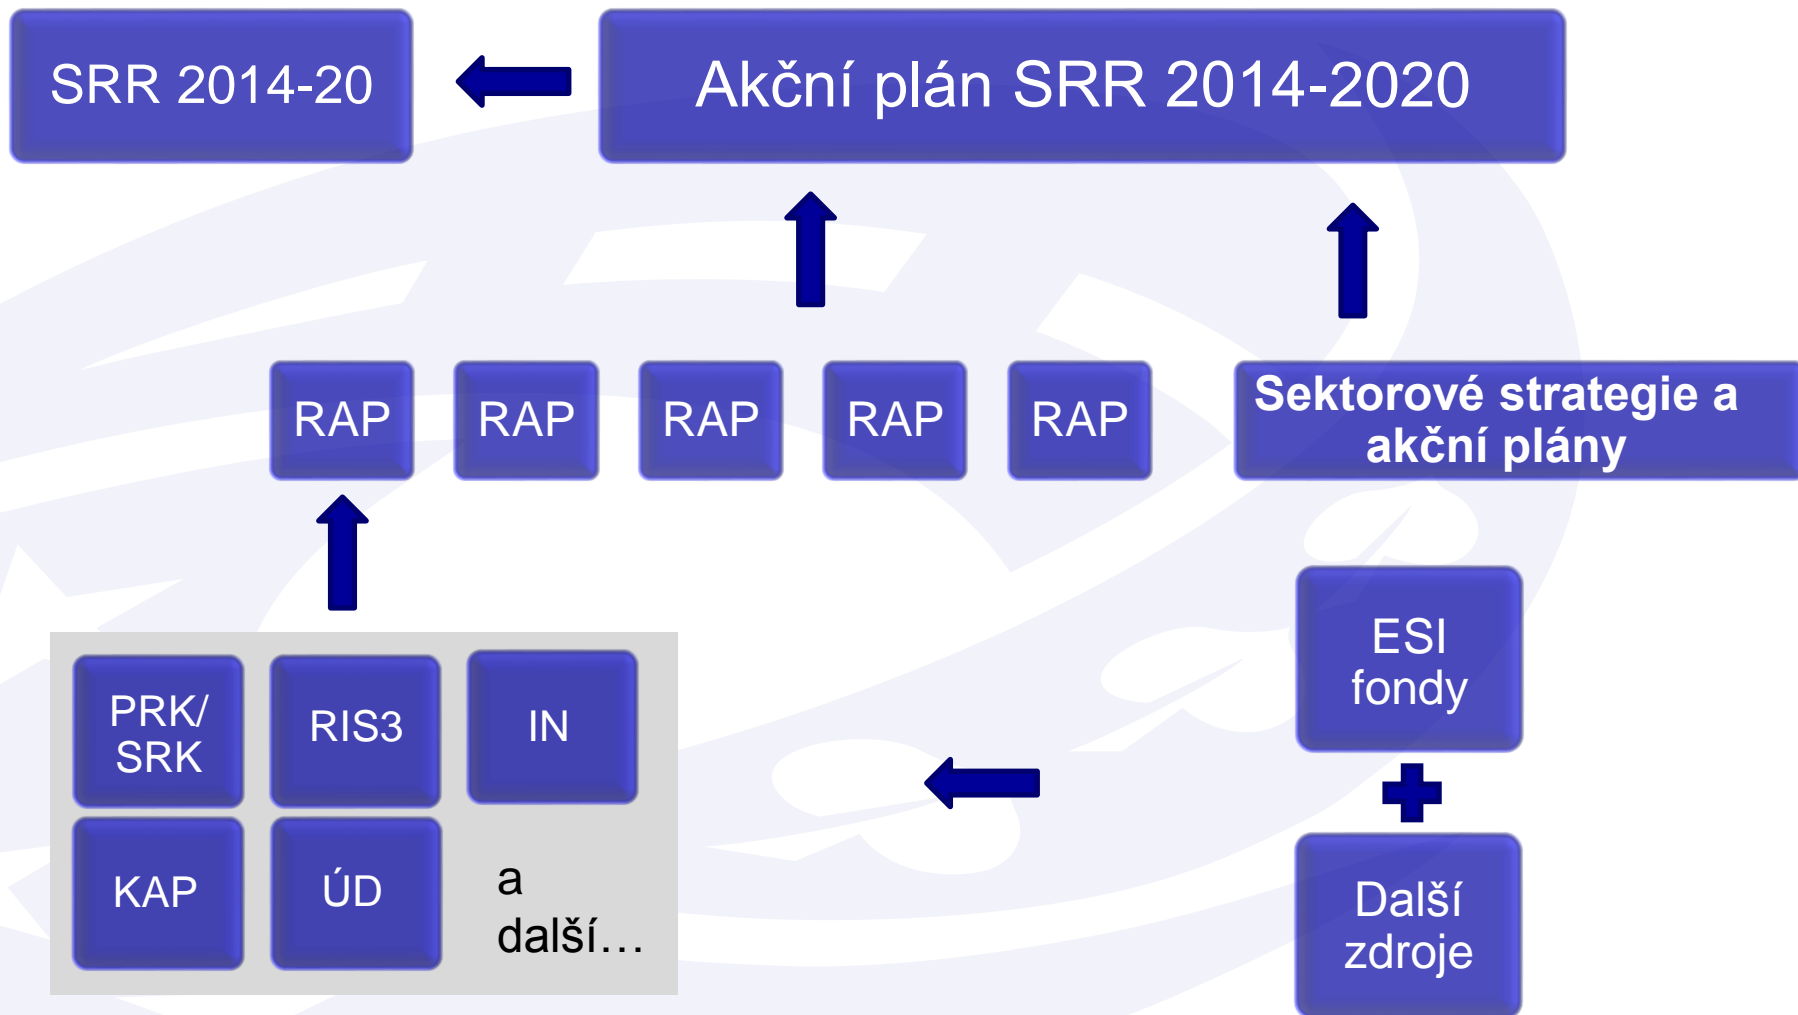 SRR 2014-20
Akční plán SRR 2014-2020
RAP
RAP
RAP
RAP
RAP
Sektorové strategie a
akční plány
PRK/
SRK
RIS3
IN
KAP
ÚD
a
další…
ESI
fondy
Další
zdroje